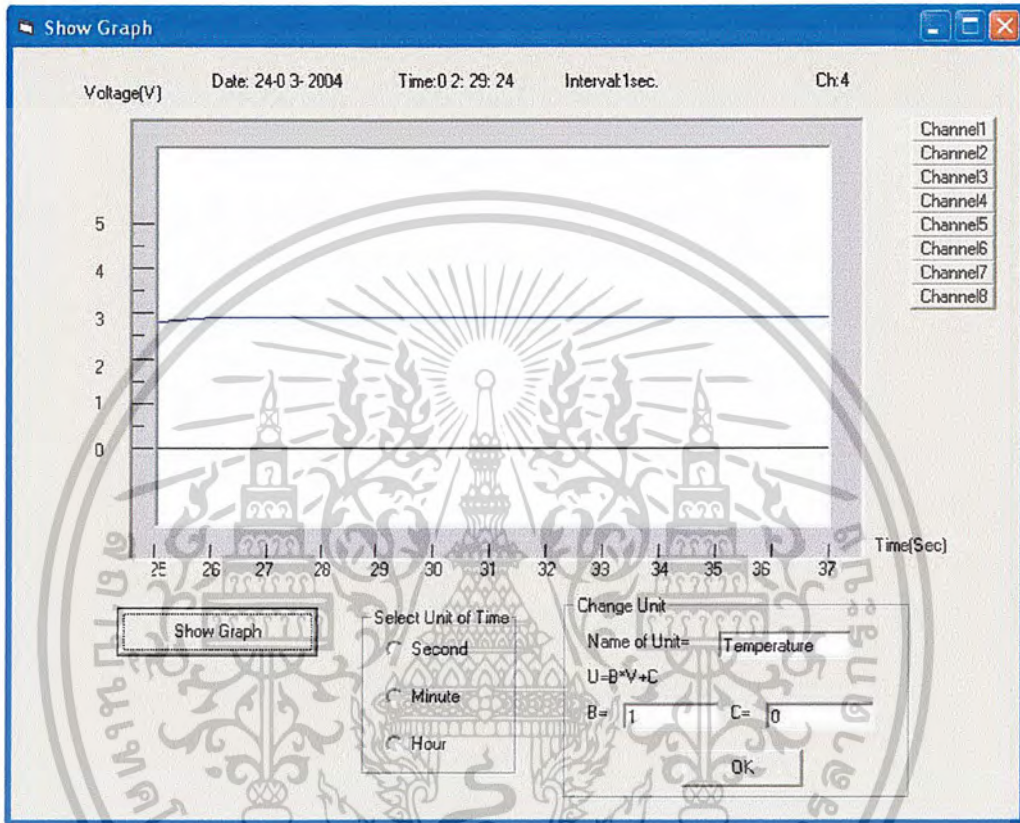 Show Graph
Date: 24-0 3- 2004 Time:0 2: 29: 24 Interval:1sec. Ch:4
Voltage(V)
Channel1
Channel2
Channel3
Channel4
Channel5
Channel6
Channel7
Channel8
5
4
3
2
1
0
25 26 27 28 29 30 31 32 33 34 35 36 37
Time(Sec)
Show Graph
Select Unit of Time
Second
Minute
Hour
Change Unit
Name of Unit= Temperature
U=B*V+C
B= 1 C= 0
OK